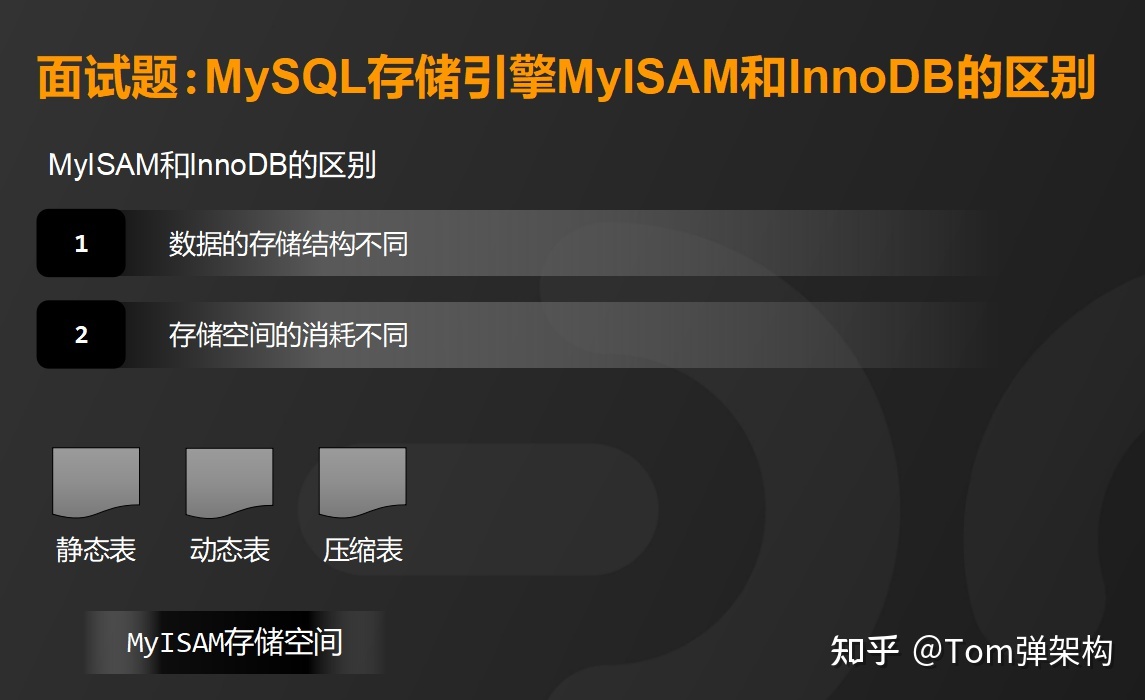 面试题:MySQL存储引擎MyISAM和InnoDB的区别
MyISAM和InnoDB的区别
1 数据的存储结构不同
2 存储空间的消耗不同
静态表 动态表 压缩表
MyISAM存储空间
知乎 @Tom弹架构